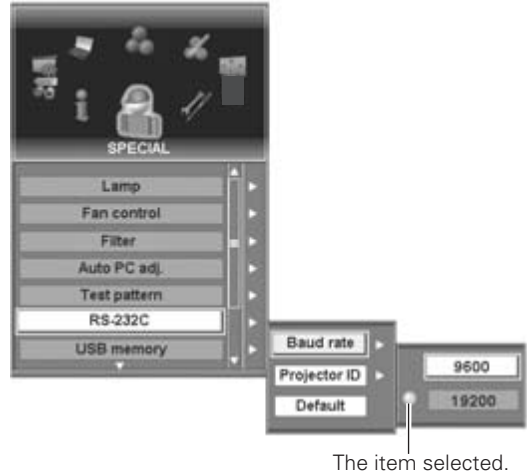 SPECIAL
Lamp
Fan control
Filter
Auto PC adj.
Test pattern
RS-232C
USB memory
Baud rate
Projector ID
Default
9600
19200
The item selected.